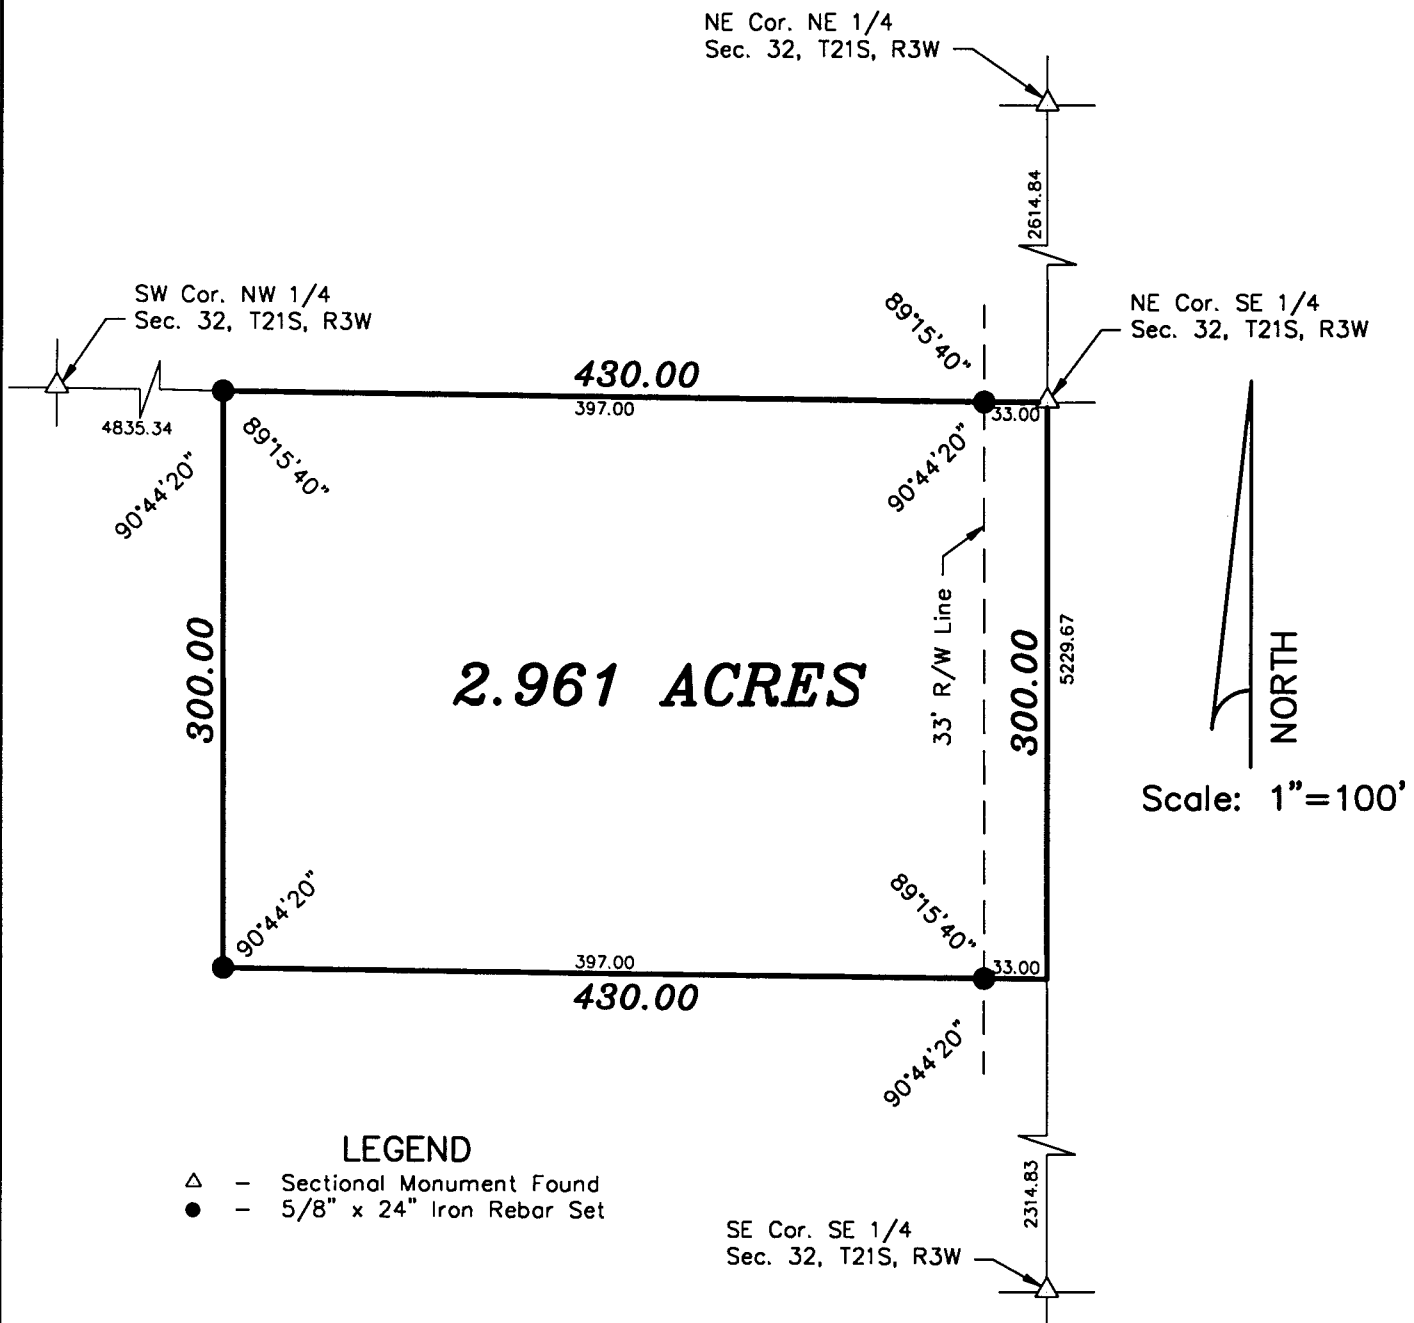 NE Cor. NE 1/4
Sec. 32, T21S, R3W
2614.84
SW Cor. NW 1/4
Sec. 32, T21S, R3W
NE Cor. SE 1/4
Sec. 32, T21S, R3W
89°15'40"
430.00
397.00
33.00
4835.34
90°44'20"
89°15'40"
90°44'20"
33' R/W Line
300.00
2.961 ACRES
300.00
5229.67
NORTH
Scale: 1"=100'
90°44'20"
89°15'40"
397.00
33.00
430.00
90°44'20"
LEGEND
△ - Sectional Monument Found
● - 5/8" x 24" Iron Rebar Set
2314.83
SE Cor. SE 1/4
Sec. 32, T21S, R3W